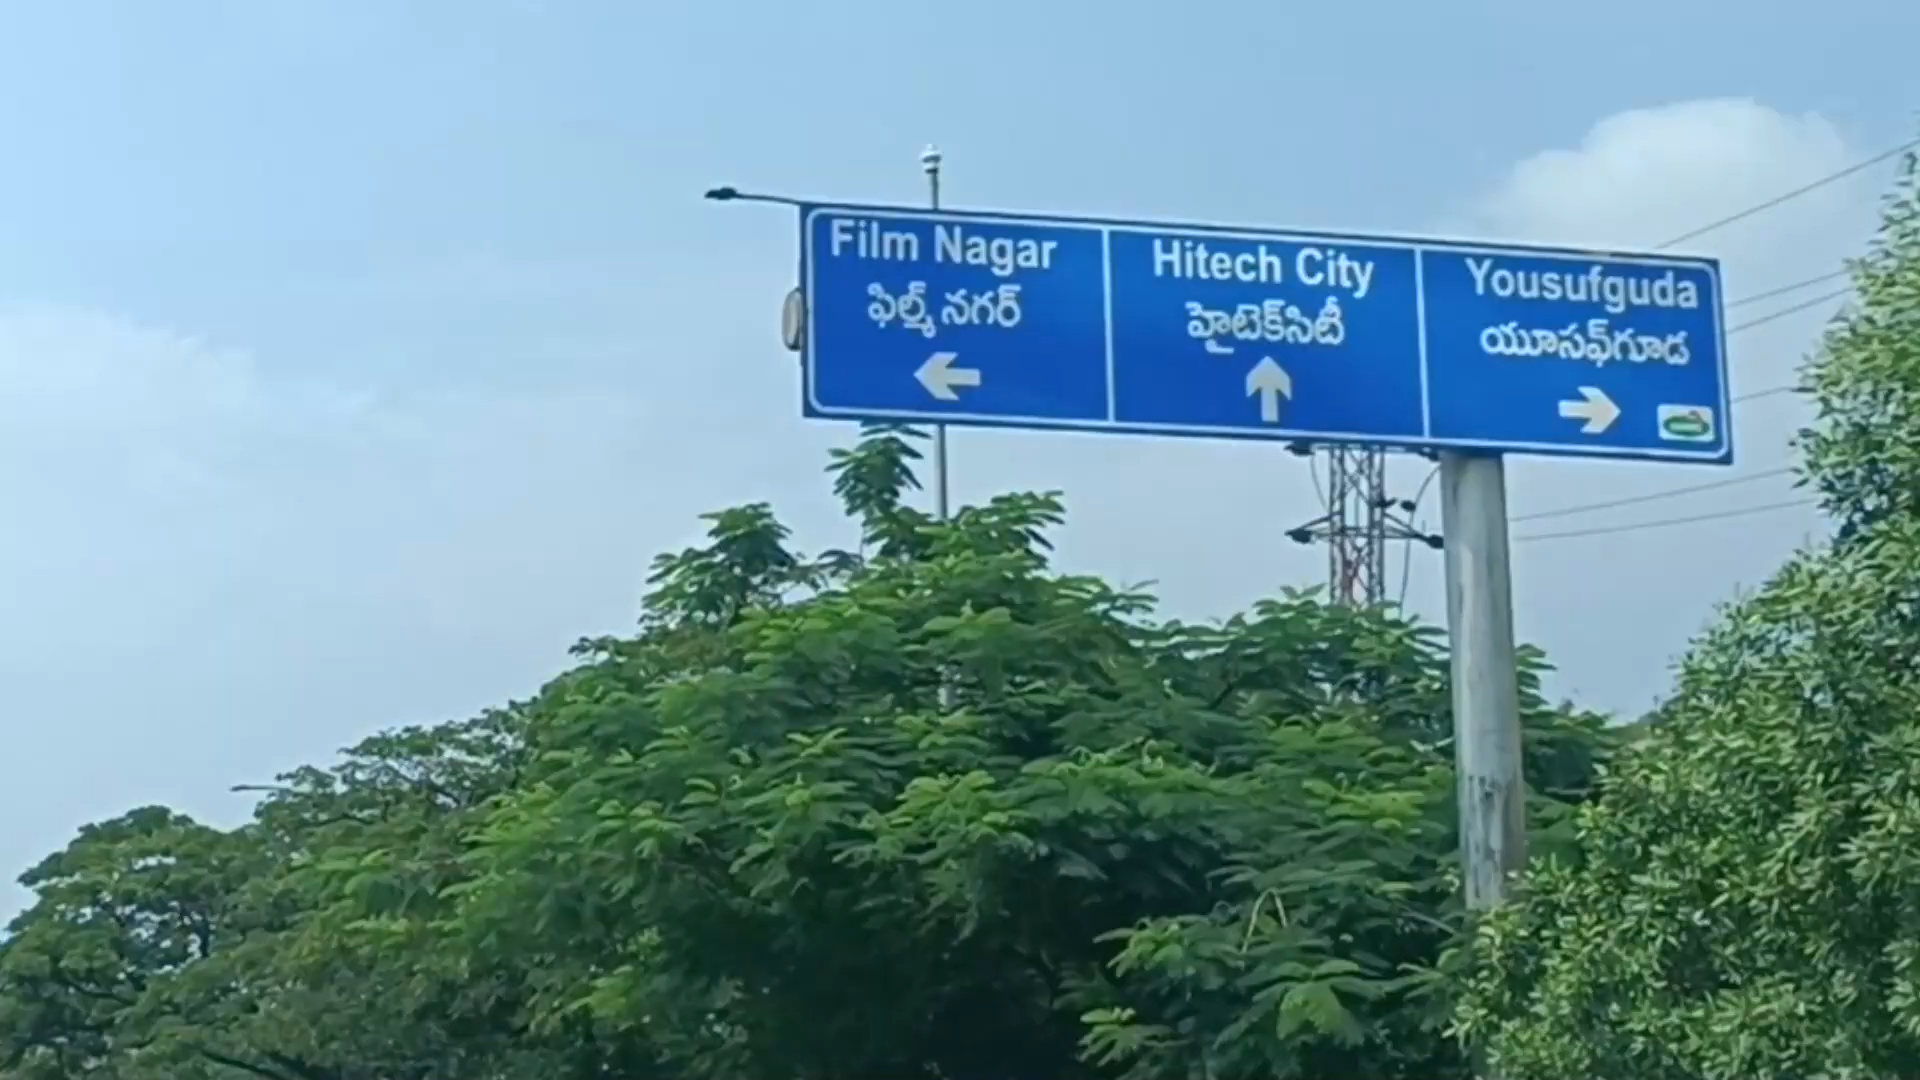 Film Nagar
ఫిల్మ్ నగర్
Hitech City
హైటెక్‌సిటీ
Yousufguda
యూసఫ్‌గూడ